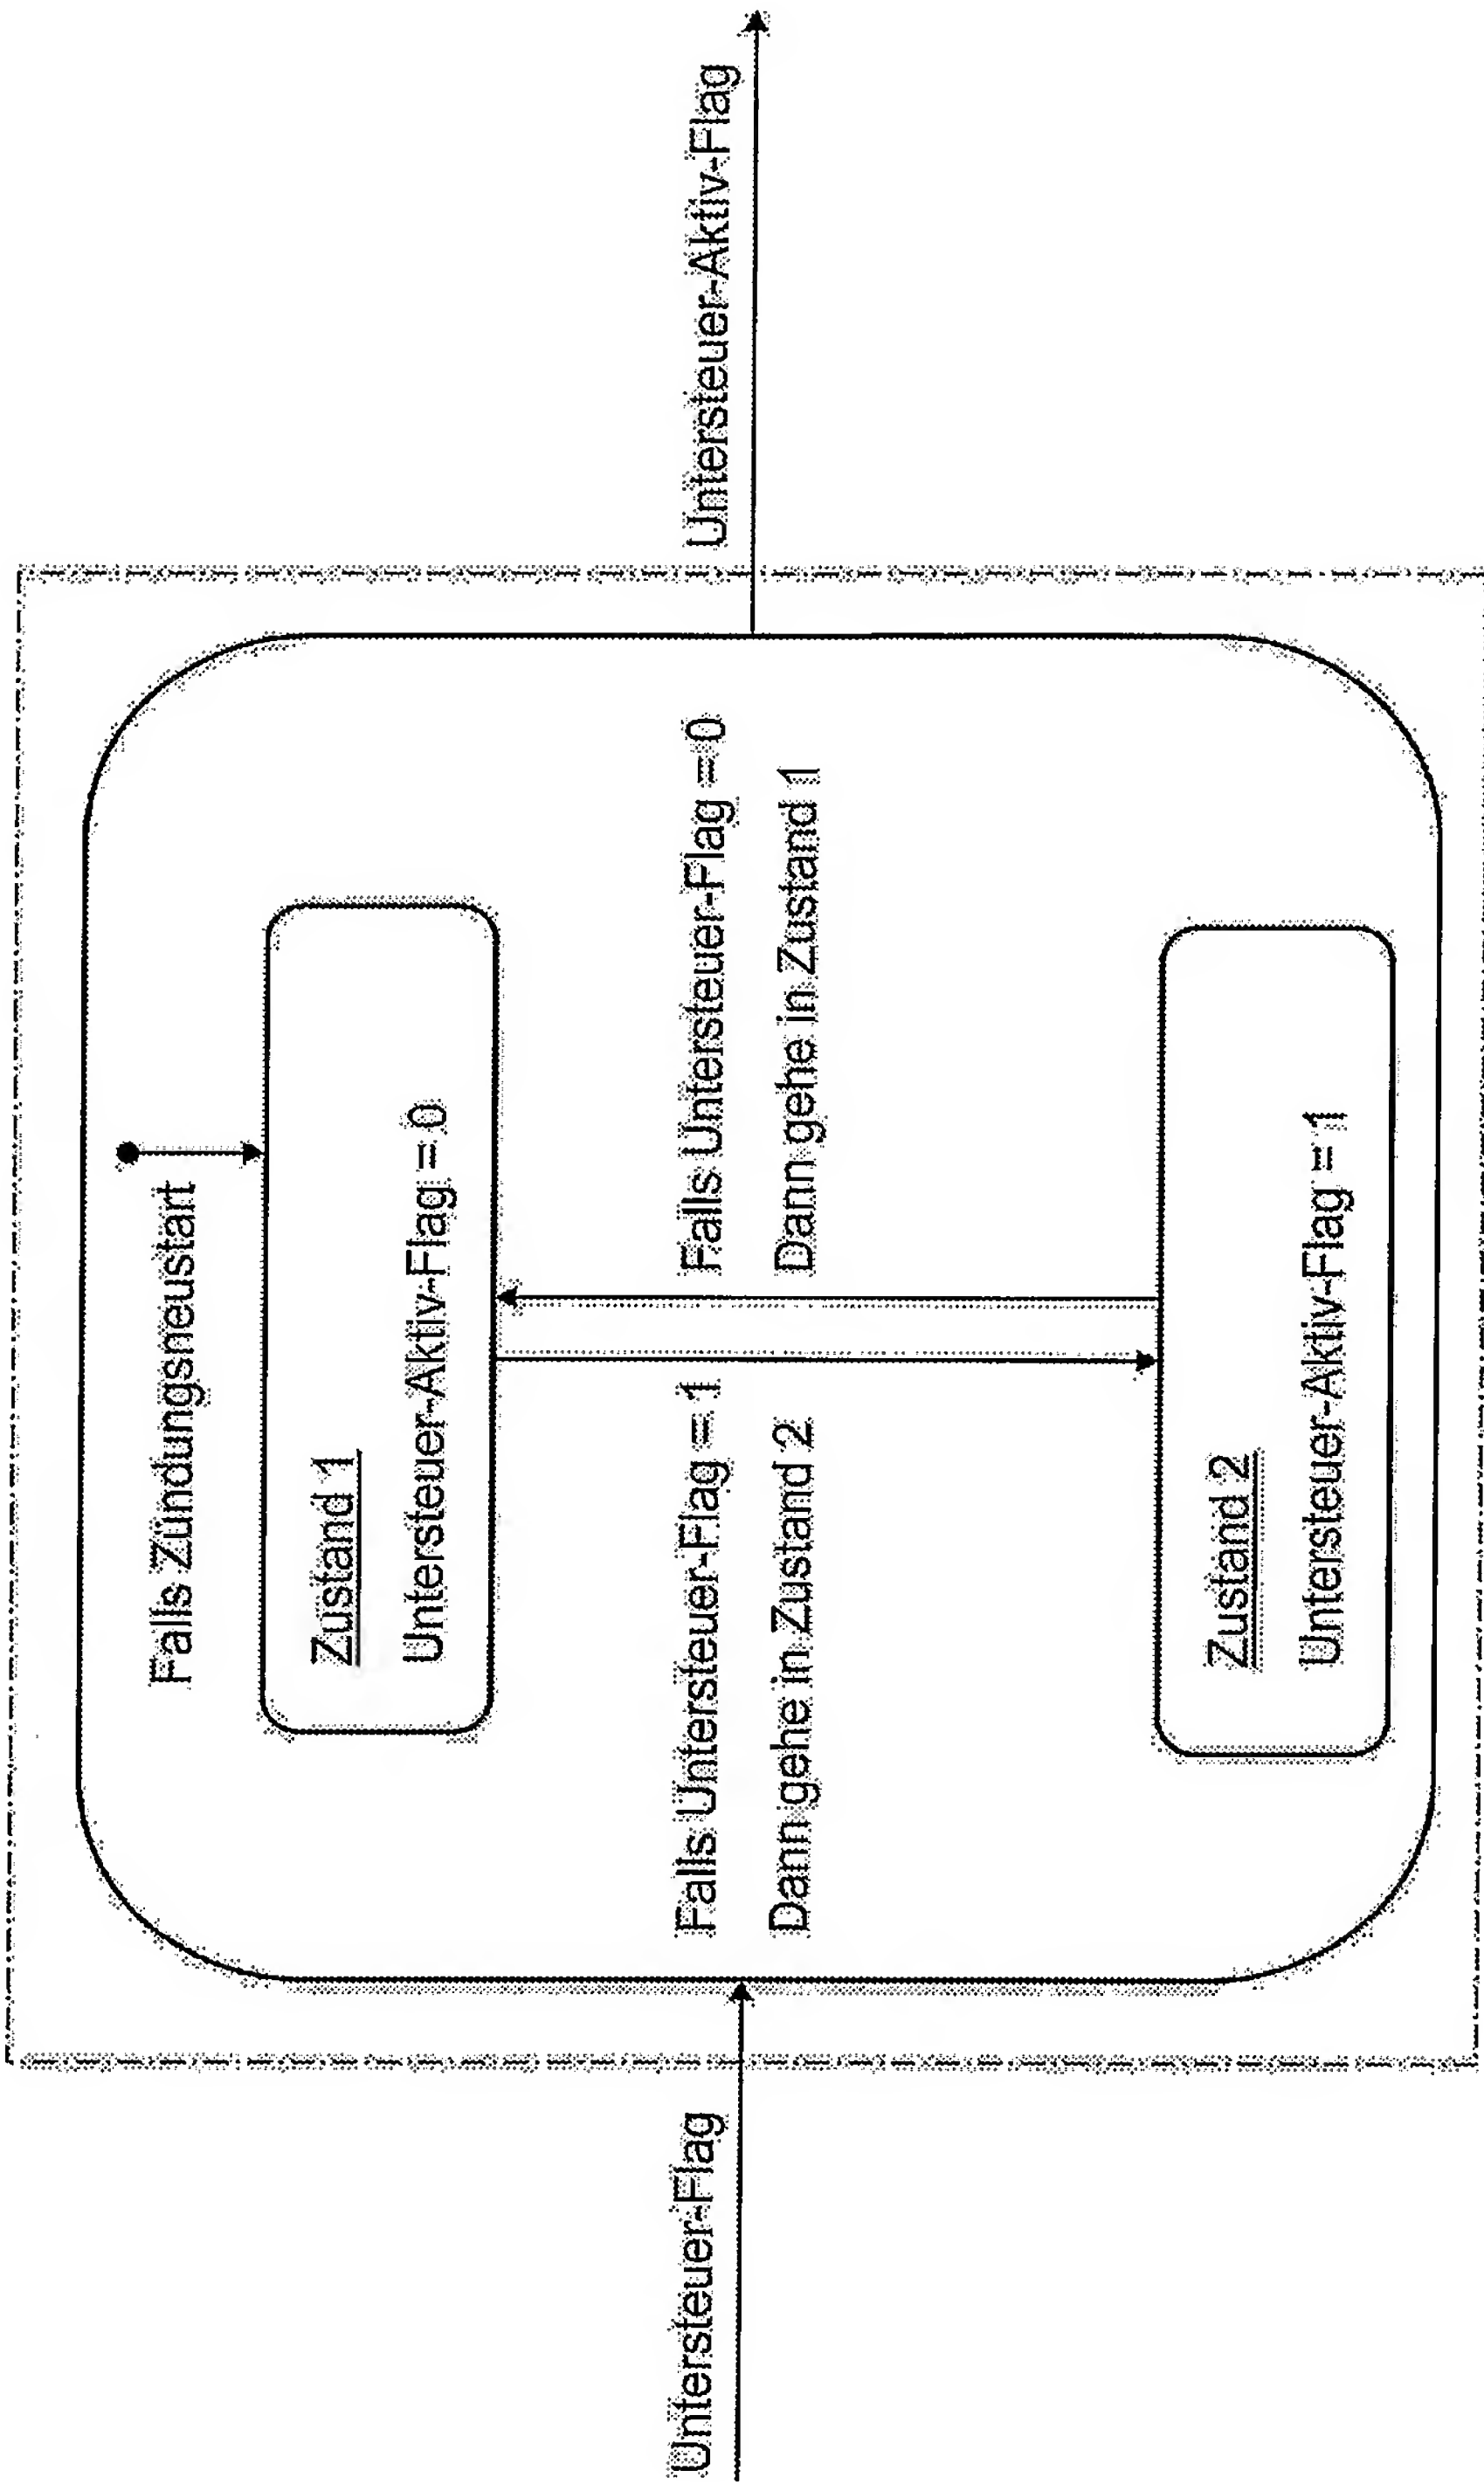 Falls Zündungsneustart
Zustand 1
Untersteuer-Aktiv-Flag = 0
Untersteuer-Flag
Falls Untersteuer-Flag = 1
Dann gehe in Zustand 2
Falls Untersteuer-Flag = 0
Dann gehe in Zustand 1
Untersteuer-Aktiv-Flag
Zustand 2
Untersteuer-Aktiv-Flag = 1